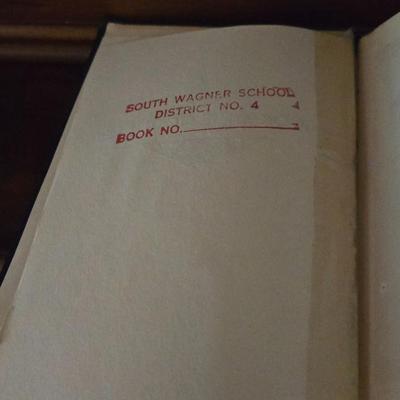 SOUTH WAGNER SCHOOL
DISTRICT NO. 4 4
BOOK NO.